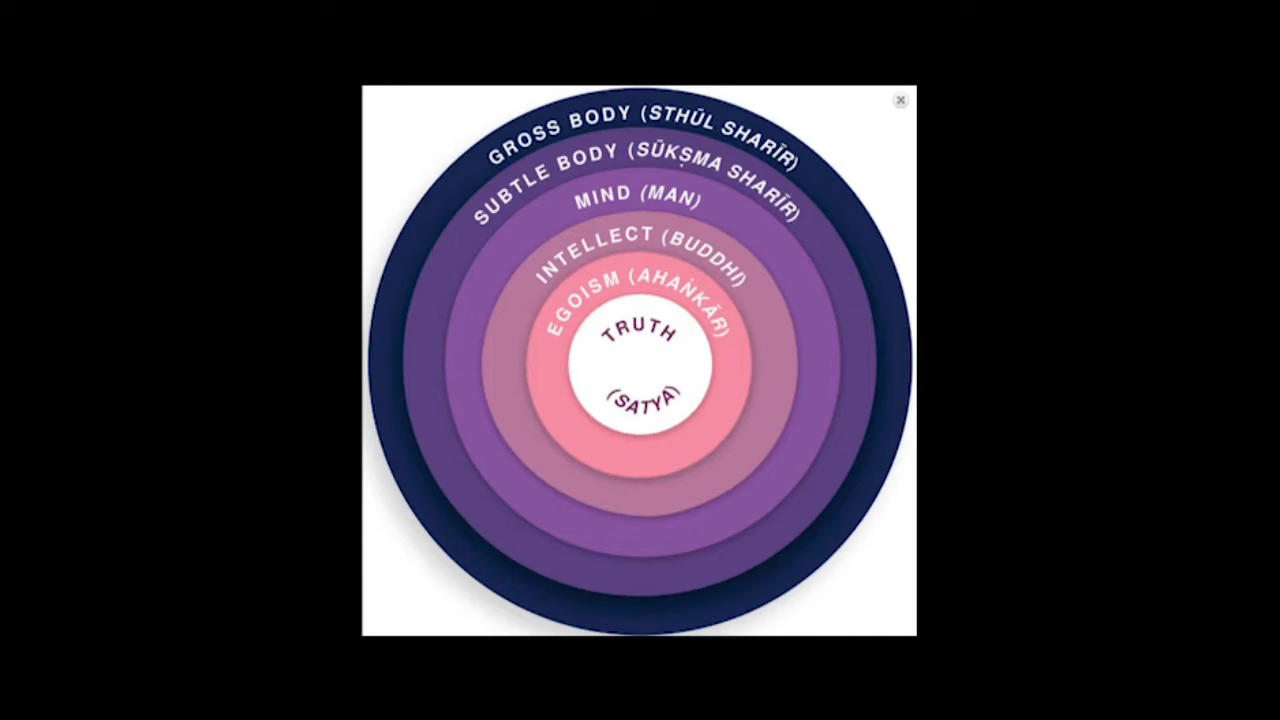 GROSS BODY (STHŪL SHARĪR)
SUBTLE BODY (SŪKṢMA SHARĪR)
MIND (MAN)
INTELLECT (BUDDHI)
EGOISM (AHAṄKĀR)
TRUTH
(SATYA)